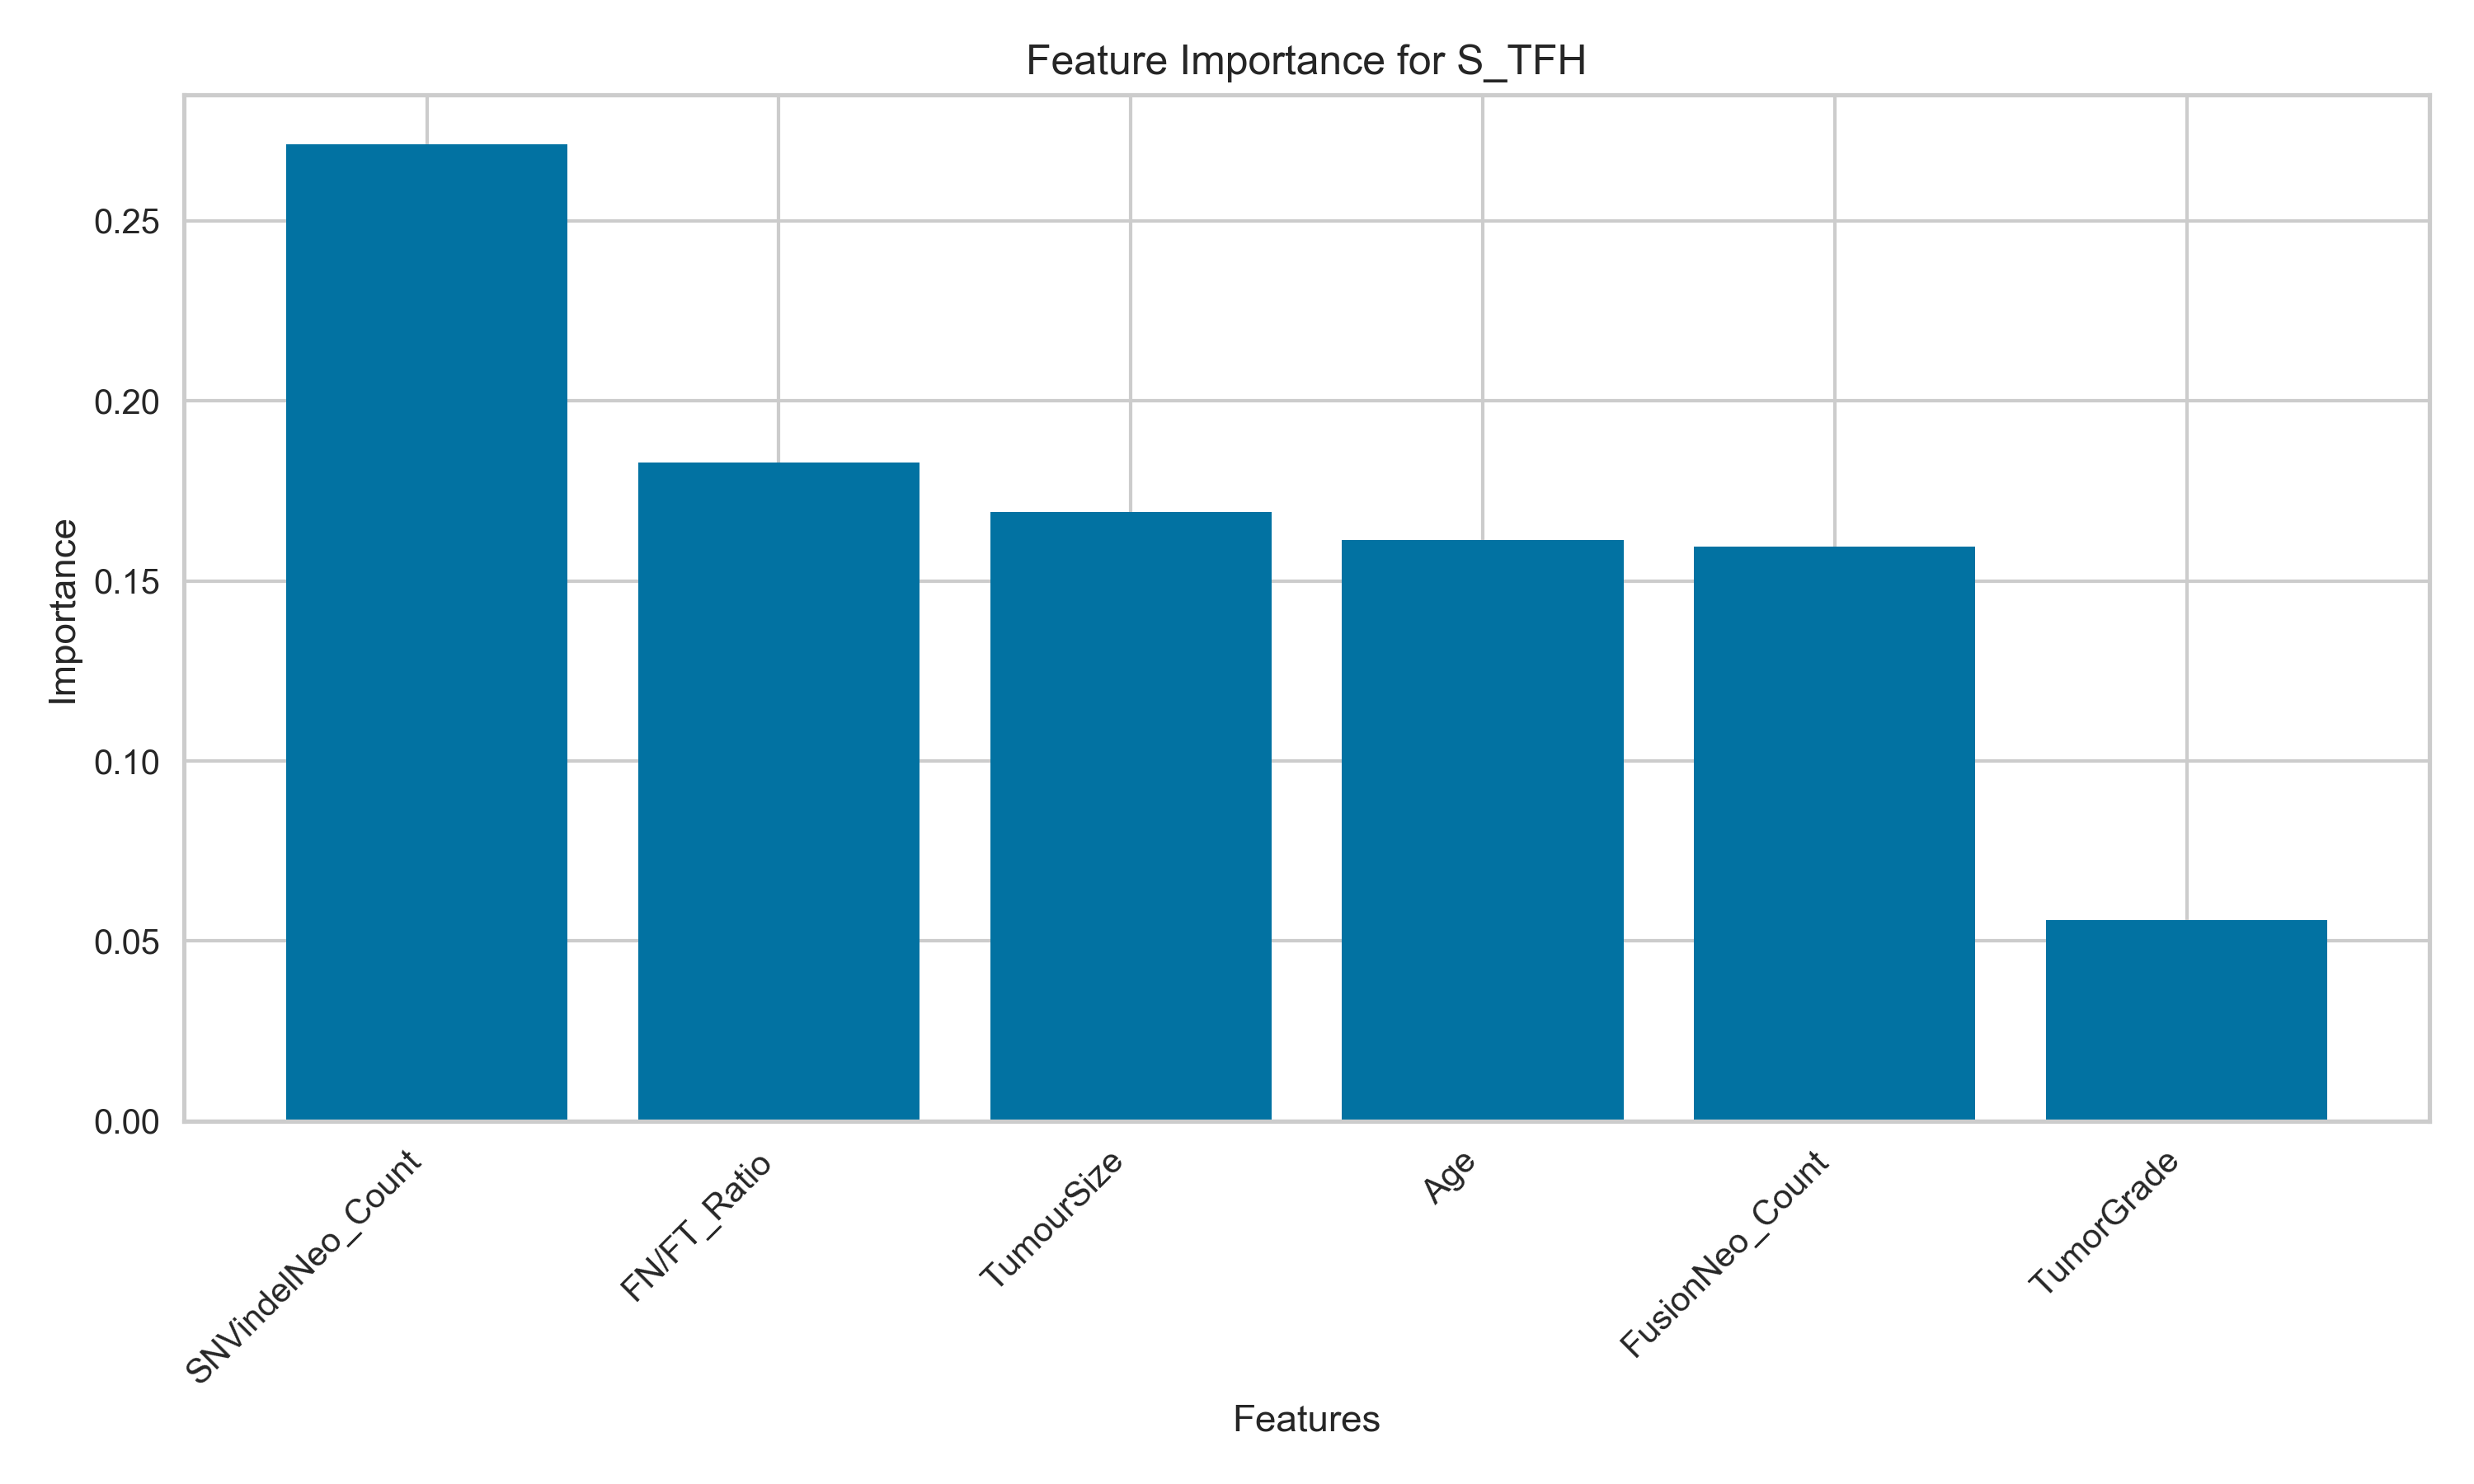 Feature Importance for S_TFH
Importance
0.25
0.20
0.15
0.10
0.05
0.00
SNVindelNeo_Count
FN/FT_Ratio
TumourSize
Age
FusionNeo_Count
TumorGrade
Features